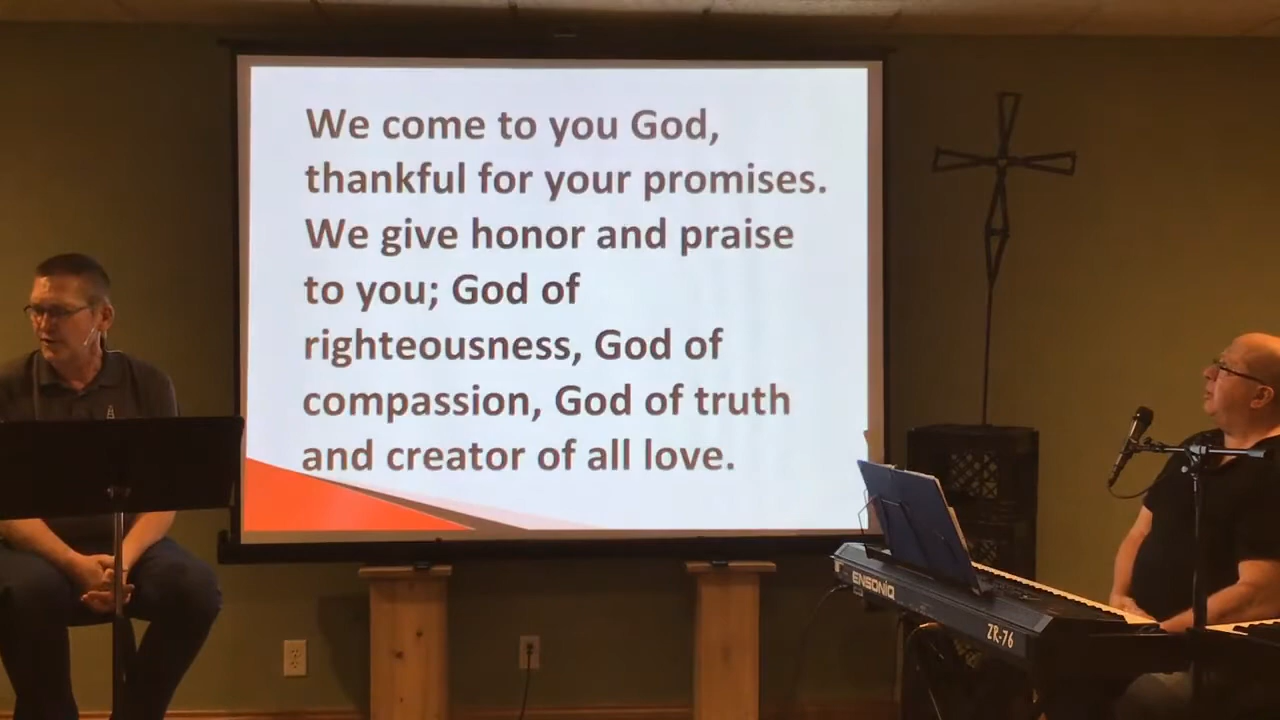 We come to you God,
thankful for your promises.
We give honor and praise
to you; God of
righteousness, God of
compassion, God of truth
and creator of all love.
ENSONIQ
ZR-76